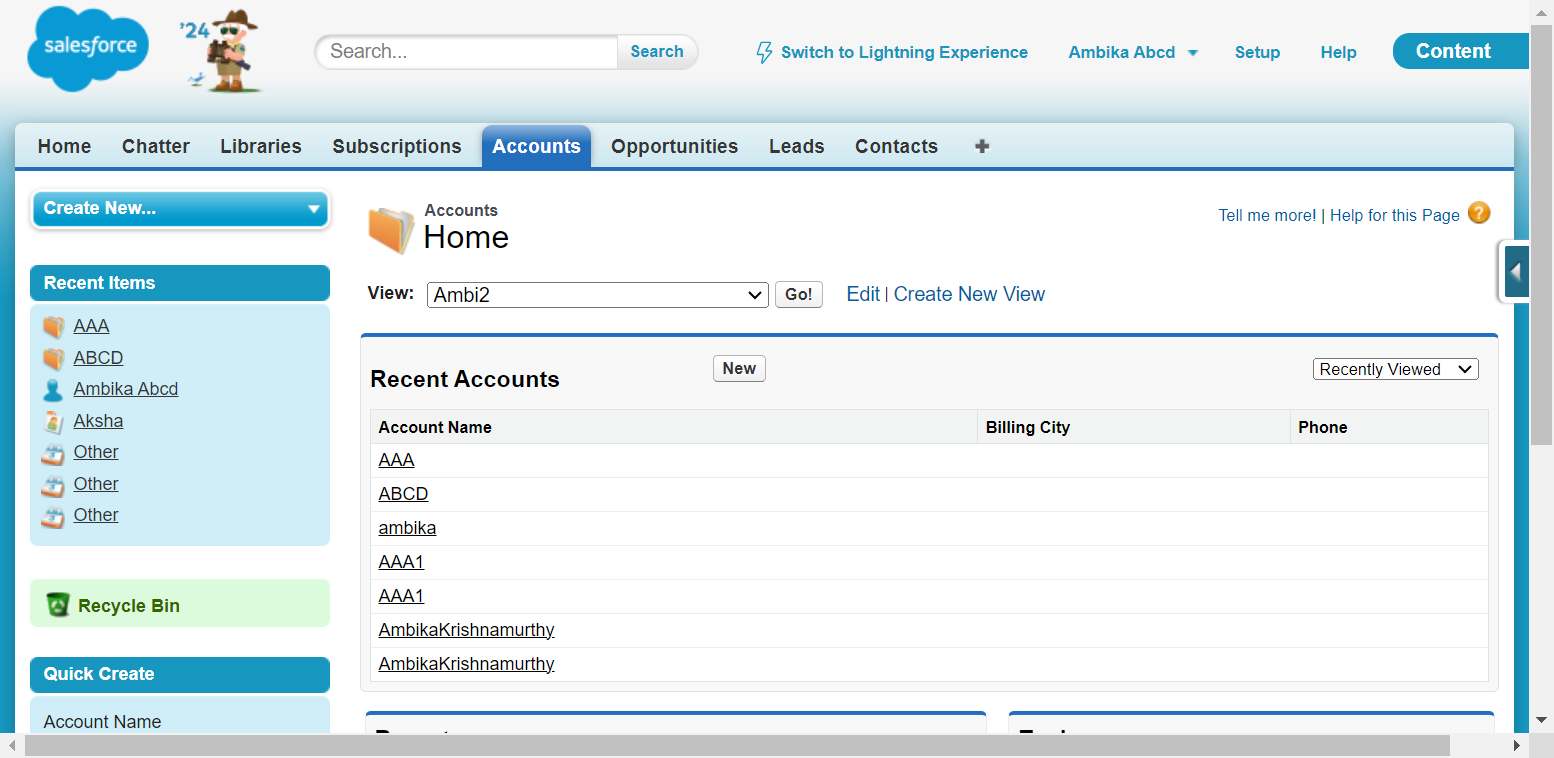 salesforce
'24
Search...
Search
Switch to Lightning Experience
Ambika Abcd
Setup
Help
Content
Home Chatter Libraries Subscriptions Accounts Opportunities Leads Contacts
Create New...
Recent Items
AAA
ABCD
Ambika Abcd
Aksha
Other
Other
Other
Recycle Bin
Quick Create
Account Name
Accounts
Home
Tell me more! | Help for this Page ?
View: Ambi2 Go! Edit | Create New View
Recent Accounts New Recently Viewed
Account Name Billing City Phone
AAA
ABCD
ambika
AAA1
AAA1
AmbikaKrishnamurthy
AmbikaKrishnamurthy